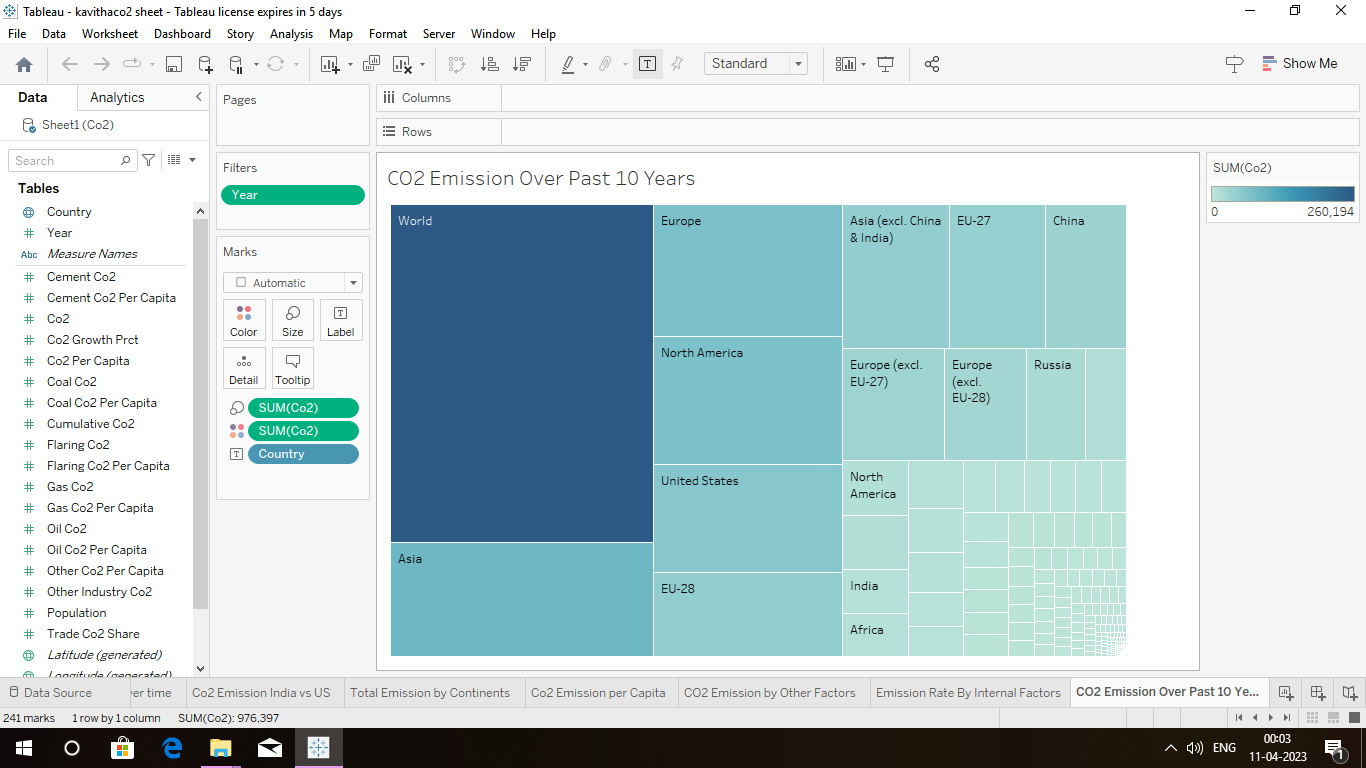 Tableau - kavithaco2 sheet - Tableau license expires in 5 days
File Data Worksheet Dashboard Story Analysis Map Format Server Window Help
Standard
Show Me
Data Analytics
Sheet1 (Co2)
Search
Tables
Country
Year
Abc Measure Names
Cement Co2
Cement Co2 Per Capita
Co2
Co2 Growth Prct
Co2 Per Capita
Coal Co2
Coal Co2 Per Capita
Cumulative Co2
Flaring Co2
Flaring Co2 Per Capita
Gas Co2
Gas Co2 Per Capita
Oil Co2
Oil Co2 Per Capita
Other Co2 Per Capita
Other Industry Co2
Population
Trade Co2 Share
Latitude (generated)
Longitude (generated)
Pages
Filters
Year
Marks
Automatic
Color Size Label
Detail Tooltip
SUM(Co2)
SUM(Co2)
Country
Columns
Rows
CO2 Emission Over Past 10 Years
World
Asia
Europe
North America
United States
EU-28
Asia (excl. China
& India)
EU-27
China
Europe (excl.
EU-27)
Europe
(excl.
EU-28)
Russia
North
America
India
Africa
SUM(Co2)
0 260,194
Data Source
ver time
Co2 Emission India vs US
Total Emission by Continents
Co2 Emission per Capita
CO2 Emission by Other Factors
Emission Rate By Internal Factors
CO2 Emission Over Past 10 Ye...
241 marks 1 row by 1 column SUM(Co2): 976,397
ENG
00:03
11-04-2023
1